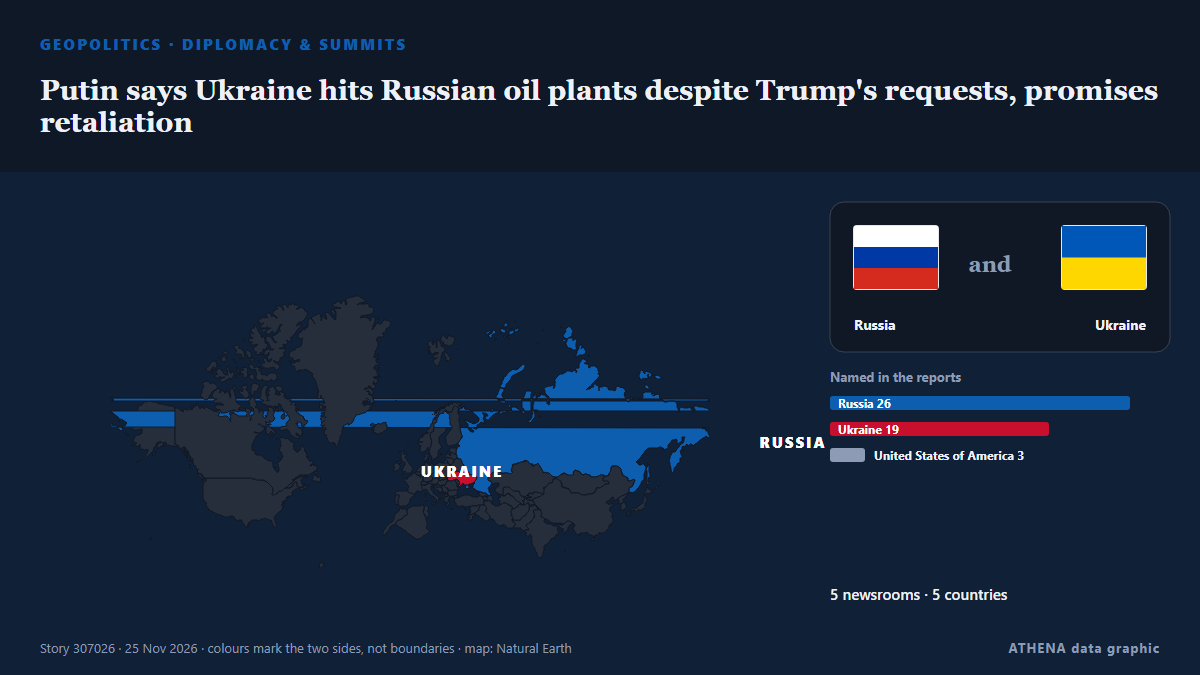 GEOPOLITICS · DIPLOMACY & SUMMITS
Putin says Ukraine hits Russian oil plants despite Trump's requests, promises
retaliation
and
Russia
Ukraine
Named in the reports
Russia 26
Ukraine 19
United States of America 3
RUSSIA
UKRAINE
5 newsrooms · 5 countries
Story 307026 · 25 Nov 2026 · colours mark the two sides, not boundaries · map: Natural Earth
ATHENA data graphic